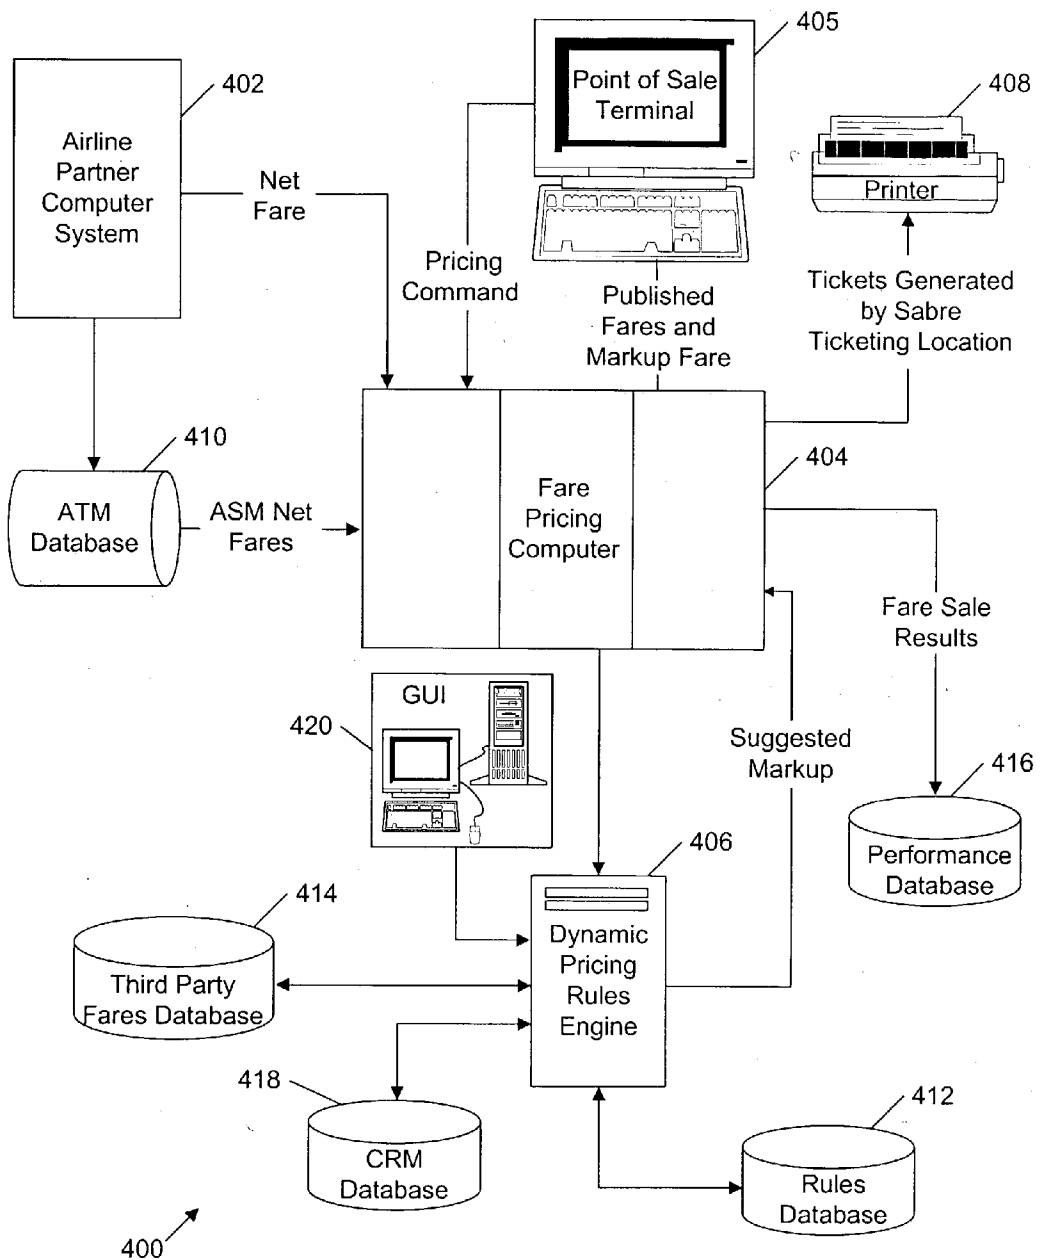 405
Point of Sale
Terminal
402
408
Airline
Partner
Computer
System
Net
Fare
Printer
Pricing
Command
Published
Fares and
Markup Fare
Tickets Generated
by Sabre
Ticketing Location
410
404
ATM
Database
ASM Net
Fares
Fare
Pricing
Computer
Fare Sale
Results
GUI
420
Suggested
Markup
416
406
Performance
Database
414
Dynamic
Pricing
Rules
Engine
Third Party
Fares Database
418
412
CRM
Database
Rules
Database
400